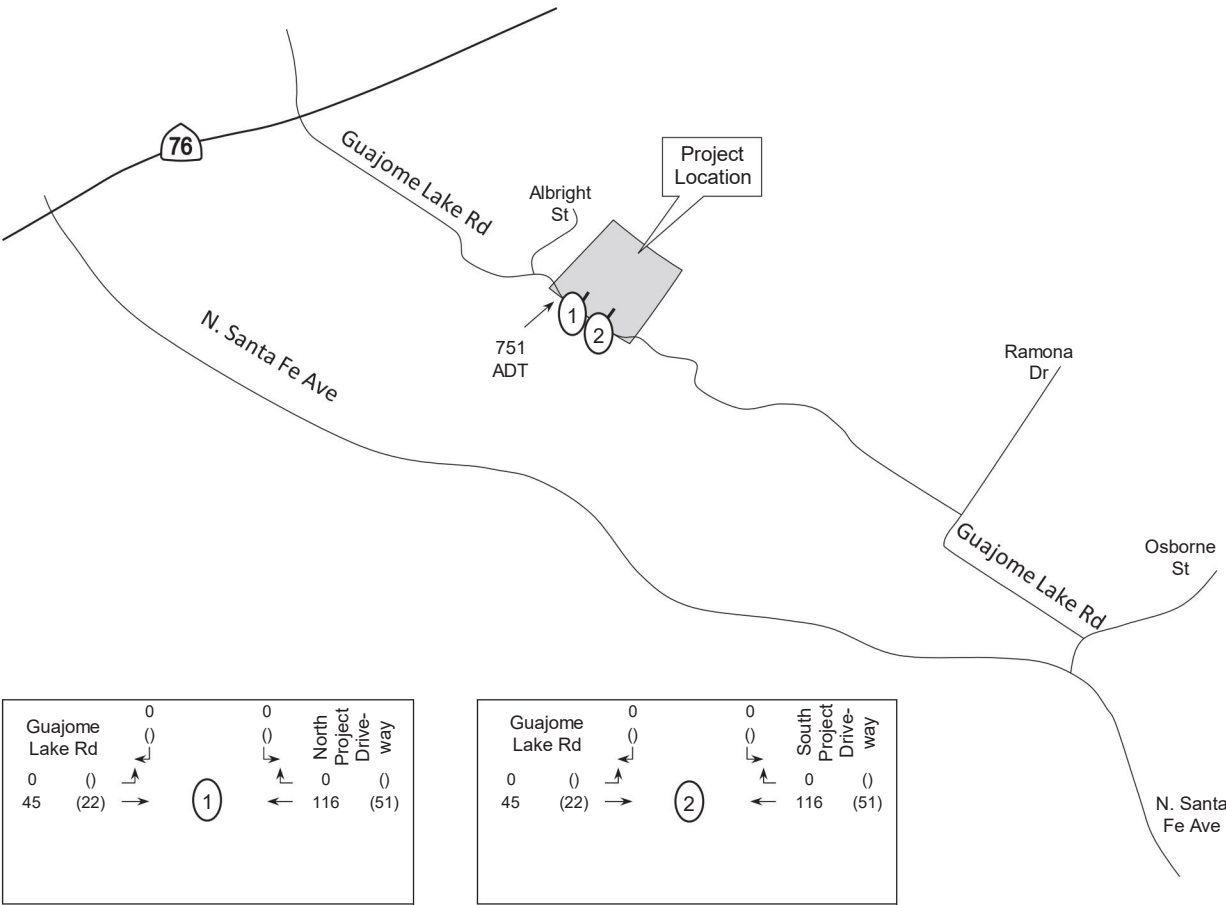 76
Guajome Lake Rd
Albright
St
Project
Location
1
2
751
ADT
N. Santa Fe Ave
Ramona
Dr
Guajome Lake Rd
Osborne
St
N. Santa
Fe Ave
Guajome
Lake Rd
0
()
0
()
North
Project
Drive-
way
0 () 0 ()
45 (22) 1 116 (51)
Guajome
Lake Rd
0
()
0
()
South
Project
Drive-
way
0 () 0 ()
45 (22) 2 116 (51)